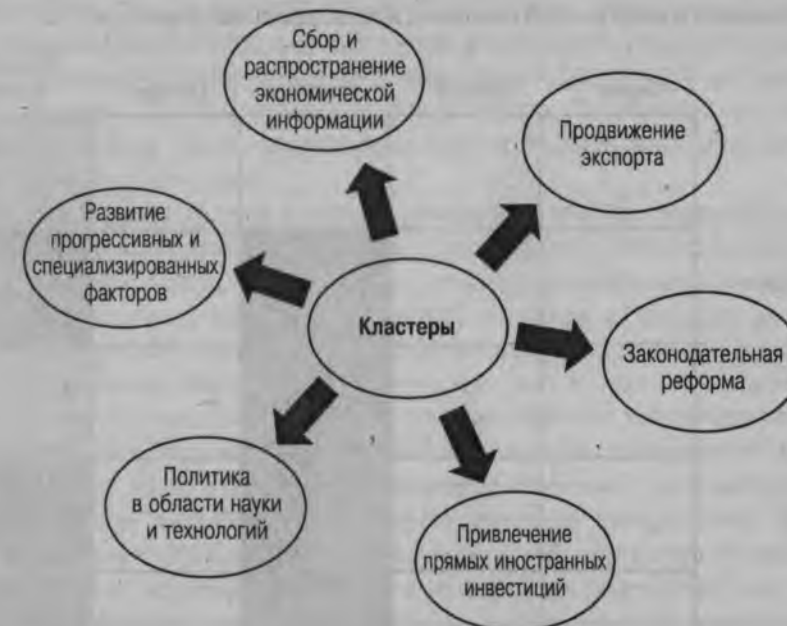 Сбор и
распространение
экономической
информации
Продвижение
экспорта
Развитие
прогрессивных и
специализированных
факторов
Кластеры
Законодательная
реформа
Политика
в области науки
и технологий
Привлечение
прямых иностранных
инвестиций